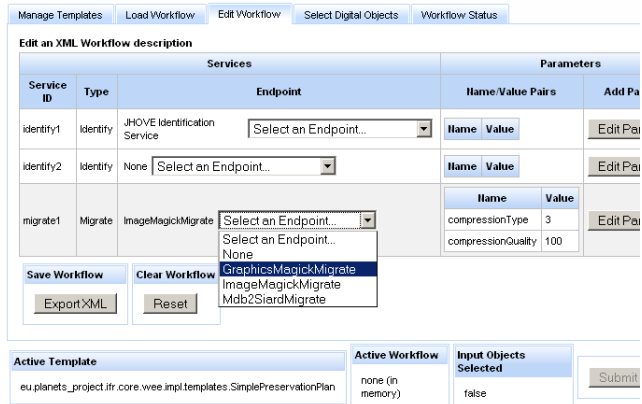 Manage Templates Load Workflow Edit Workflow Select Digital Objects Workflow Status
Edit an XML Workflow description
Services Parameters
Service ID Type Endpoint Name/Value Pairs Add Pa
identify1 Identify JHOVE Identification Service Select an Endpoint... Name Value Edit Par
identify2 Identify None Select an Endpoint... Name Value Edit Par
migrate1 Migrate ImageMagickMigrate Select an Endpoint... Name Value Edit Par
compressionType 3
compressionQuality 100
Select an Endpoint...
None
GraphicsMagickMigrate
ImageMagickMigrate
Mdb2SiardMigrate
Save Workflow Clear Workflow
Export XML Reset
Active Template Active Workflow Input Objects Selected
eu.planets_project.ifr.core.wee.impl.templates.SimplePreservationPlan none (in memory) false Submit